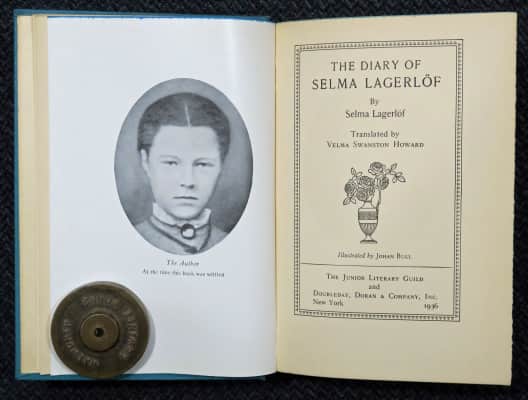 The Author
At the time this book was written
THE DIARY OF
SELMA LAGERLÖF
By
Selma Lagerlöf
Translated by
VELMA SWANSTON HOWARD
Illustrated by JOHAN BULL
THE JUNIOR LITERARY GUILD
and
DOUBLEDAY, DORAN & COMPANY, INC.
New York 1936